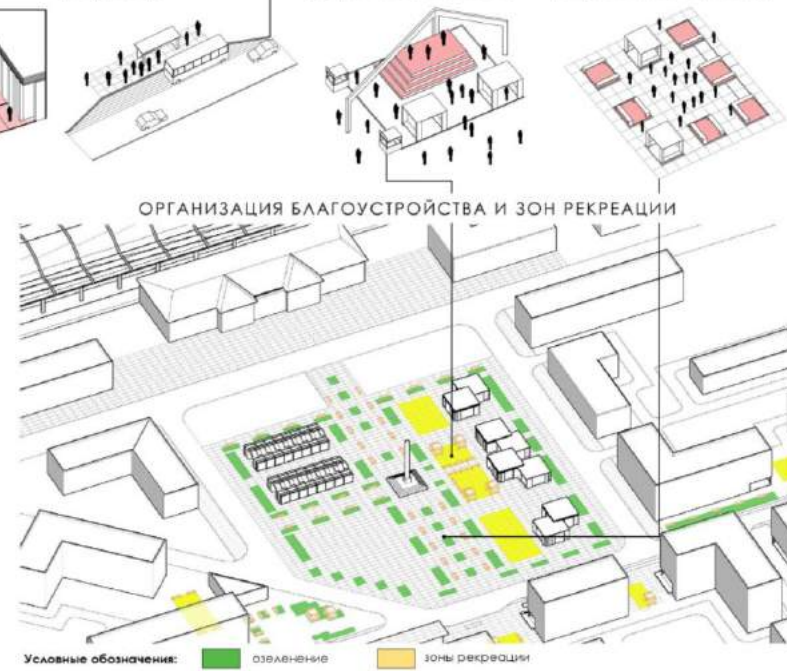 ОРГАНИЗАЦИЯ БЛАГОУСТРОЙСТВА И ЗОН РЕКРЕАЦИИ
Условные обозначения:
озеленение
зоны рекреации